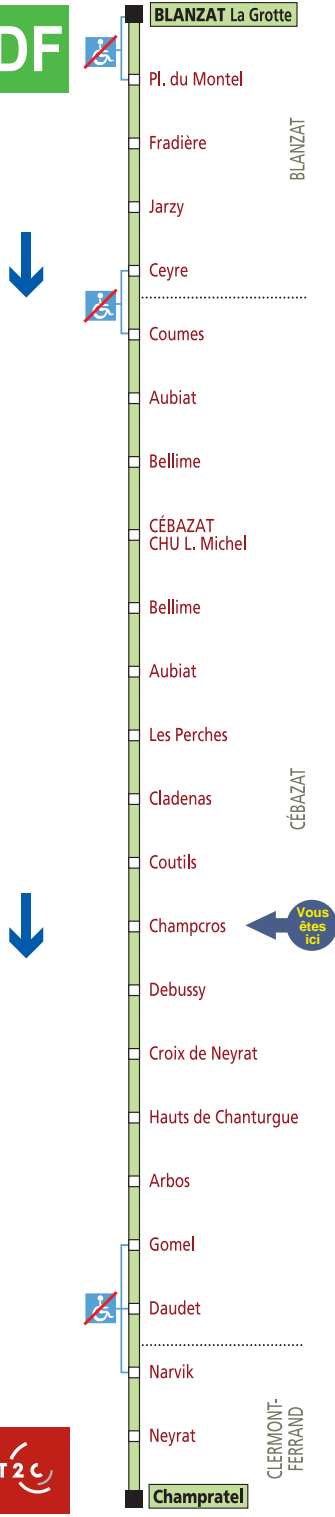 DF
BLANZAT La Grotte
Pl. du Montel
Fradière
Jarzy
Ceyre
BLANZAT
Coumes
Aubiat
Bellime
CÉBAZAT
CHU L. Michel
Bellime
Aubiat
Les Perches
Cladenas
Coutils
Champcros
Vous
êtes
ici
Debussy
Croix de Neyrat
Hauts de Chanturgue
Arbos
Gomel
Daudet
CÉBAZAT
Narvik
Neyrat
CLERMONT-
FERRAND
Champratel
T2C